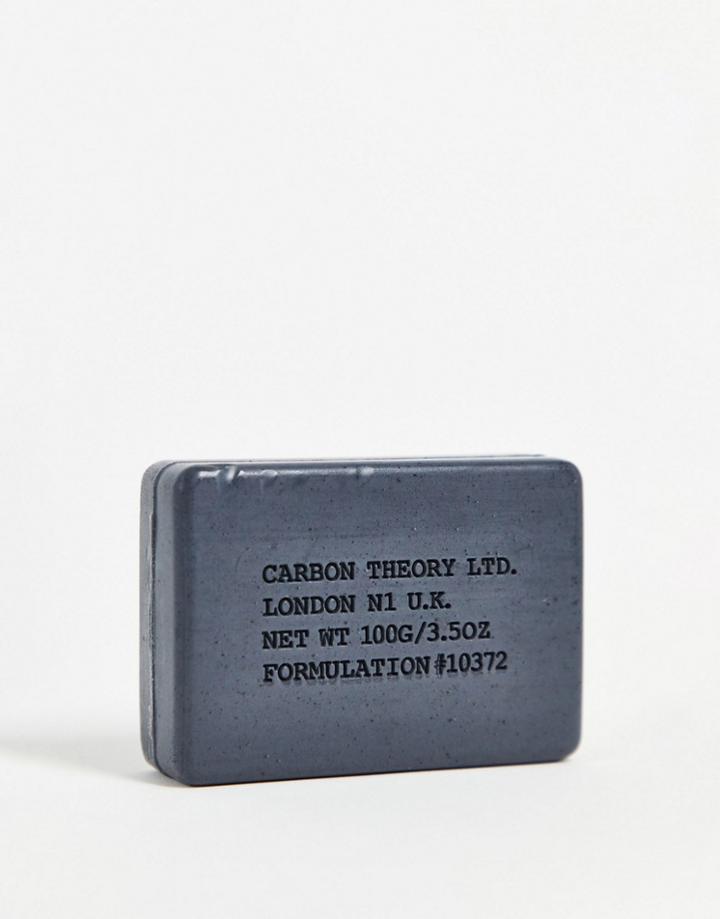 CARBON THEORY LTD.
LONDON N1 U.K.
NET WT 100G/3.5OZ
FORMULATION#10372